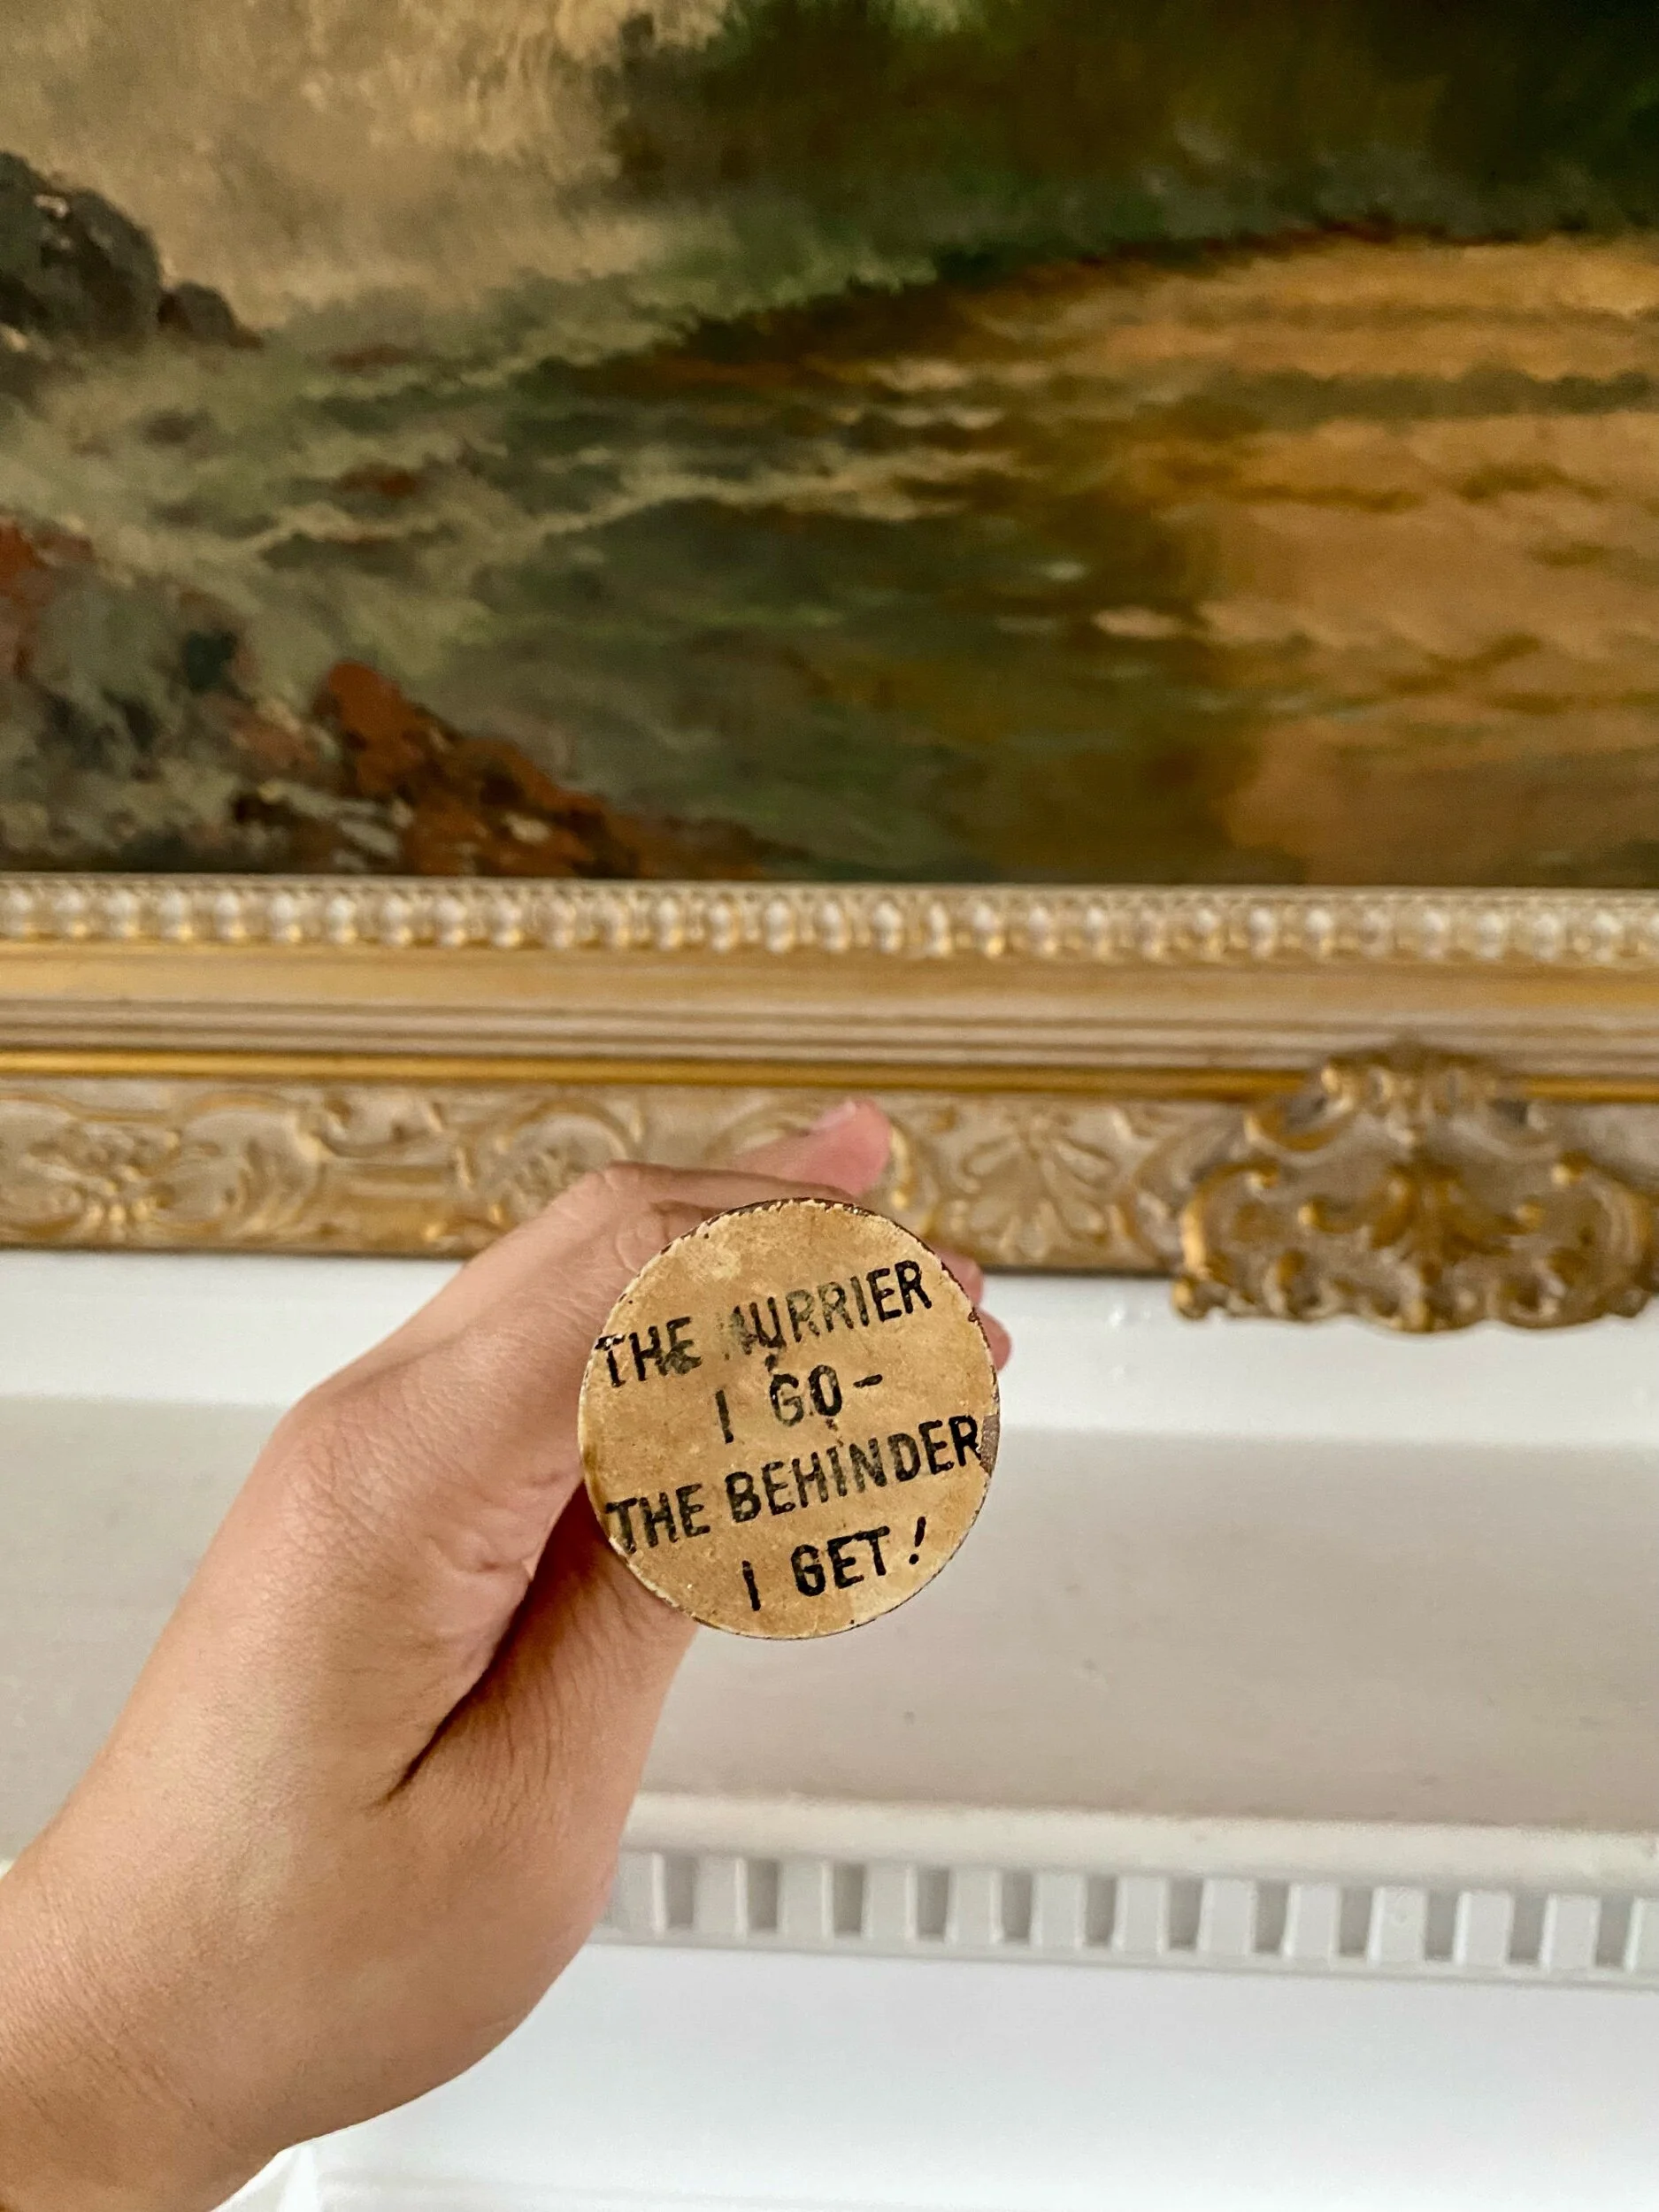 THE HURRIER
I GO-
THE BEHINDER
I GET!